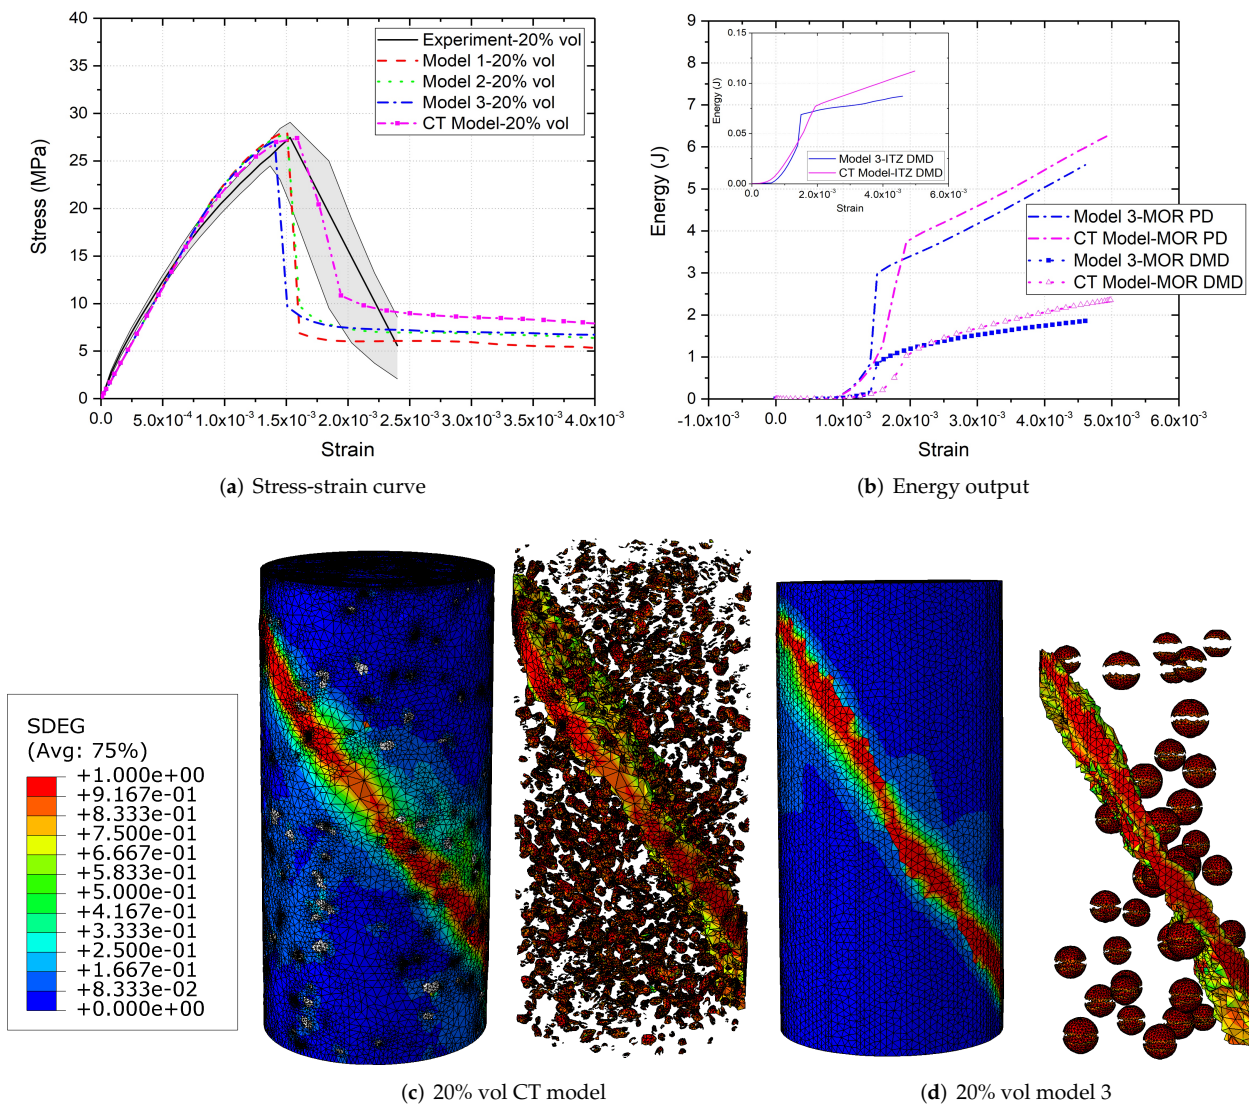 40
35
30
25
20
15
10
5
0
Stress (MPa)
Experiment-20% vol
Model 1-20% vol
Model 2-20% vol
Model 3-20% vol
CT Model-20% vol
0.0 5.0x10⁻⁴ 1.0x10⁻³ 1.5x10⁻³ 2.0x10⁻³ 2.5x10⁻³ 3.0x10⁻³ 3.5x10⁻³ 4.0x10⁻³
Strain
(a) Stress-strain curve
9
8
7
6
5
4
3
2
1
0
Energy (J)
0.15
0.10
0.05
0.00
Energy (J)
Model 3-ITZ DMD
CT Model-ITZ DMD
0.0 2.0x10⁻³ 4.0x10⁻³ 6.0x10⁻³
Strain
Model 3-MOR PD
CT Model-MOR PD
Model 3-MOR DMD
CT Model-MOR DMD
-1.0x10⁻³ 0.0 1.0x10⁻³ 2.0x10⁻³ 3.0x10⁻³ 4.0x10⁻³ 5.0x10⁻³ 6.0x10⁻³
Strain
(b) Energy output
SDEG
(Avg: 75%)
+1.000e+00
+9.167e-01
+8.333e-01
+7.500e-01
+6.667e-01
+5.833e-01
+5.000e-01
+4.167e-01
+3.333e-01
+2.500e-01
+1.667e-01
+8.333e-02
+0.000e+00
(c) 20% vol CT model
(d) 20% vol model 3